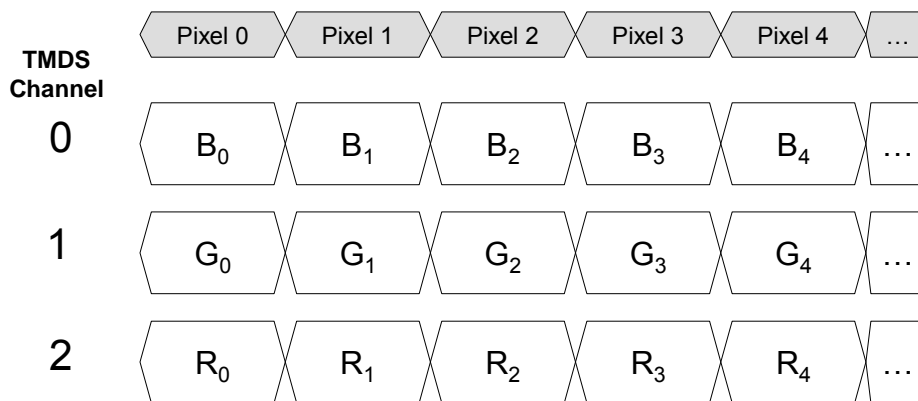 Pixel 0 Pixel 1 Pixel 2 Pixel 3 Pixel 4 ...
TMDS
Channel
0 B₀ B₁ B₂ B₃ B₄ ...
1 G₀ G₁ G₂ G₃ G₄ ...
2 R₀ R₁ R₂ R₃ R₄ ...